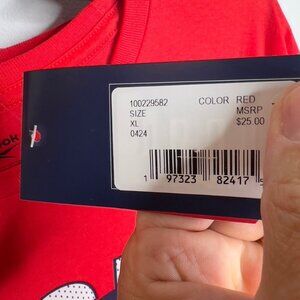 100229582 COLOR RED
SIZE MSRP
XL $25.00
0424
1 97323 82417